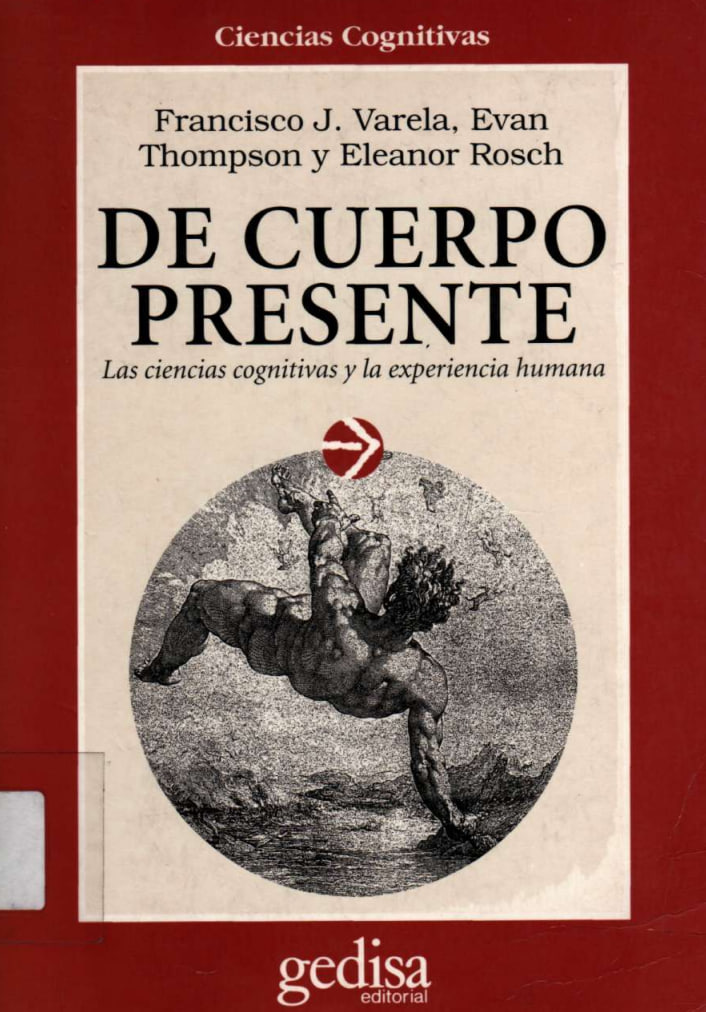 Ciencias Cognitivas
Francisco J. Varela, Evan
Thompson y Eleanor Rosch
DE CUERPO
PRESENTE
Las ciencias cognitivas y la experiencia humana
gedisa
editorial